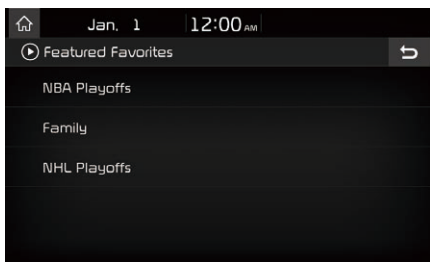 Jan. 1 12:00 AM
Featured Favorites
NBA Playoffs
Family
NHL Playoffs